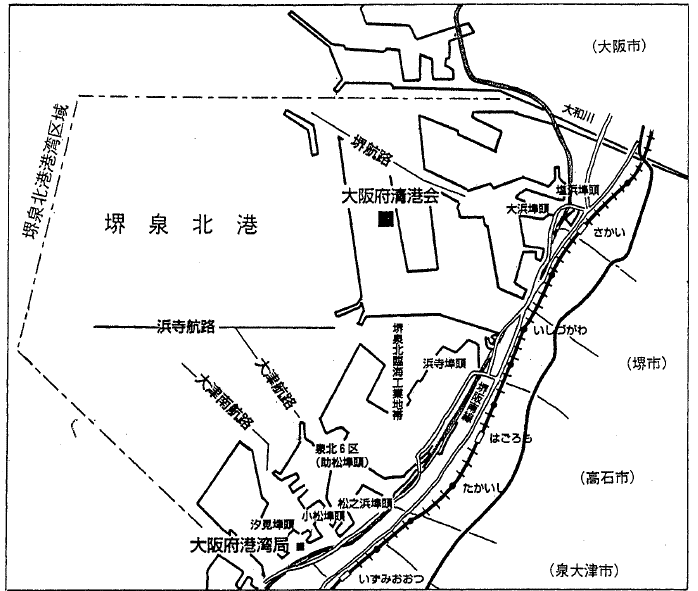 (大阪市)
大和川
堺泉北港港湾区域
堺航路
塩浜埠頭
大阪府清港会
大浜埠頭
堺泉北港
さかい
浜寺航路
いしづがわ
堺泉北臨海工業地帯
浜寺埠頭
(堺市)
大津航路
大津南航路
はごろも
泉北6区
(助松埠頭)
たかいし
(高石市)
松之浜埠頭
小松埠頭
汐見埠頭
大阪府港湾局
いずみおおつ
(泉大津市)